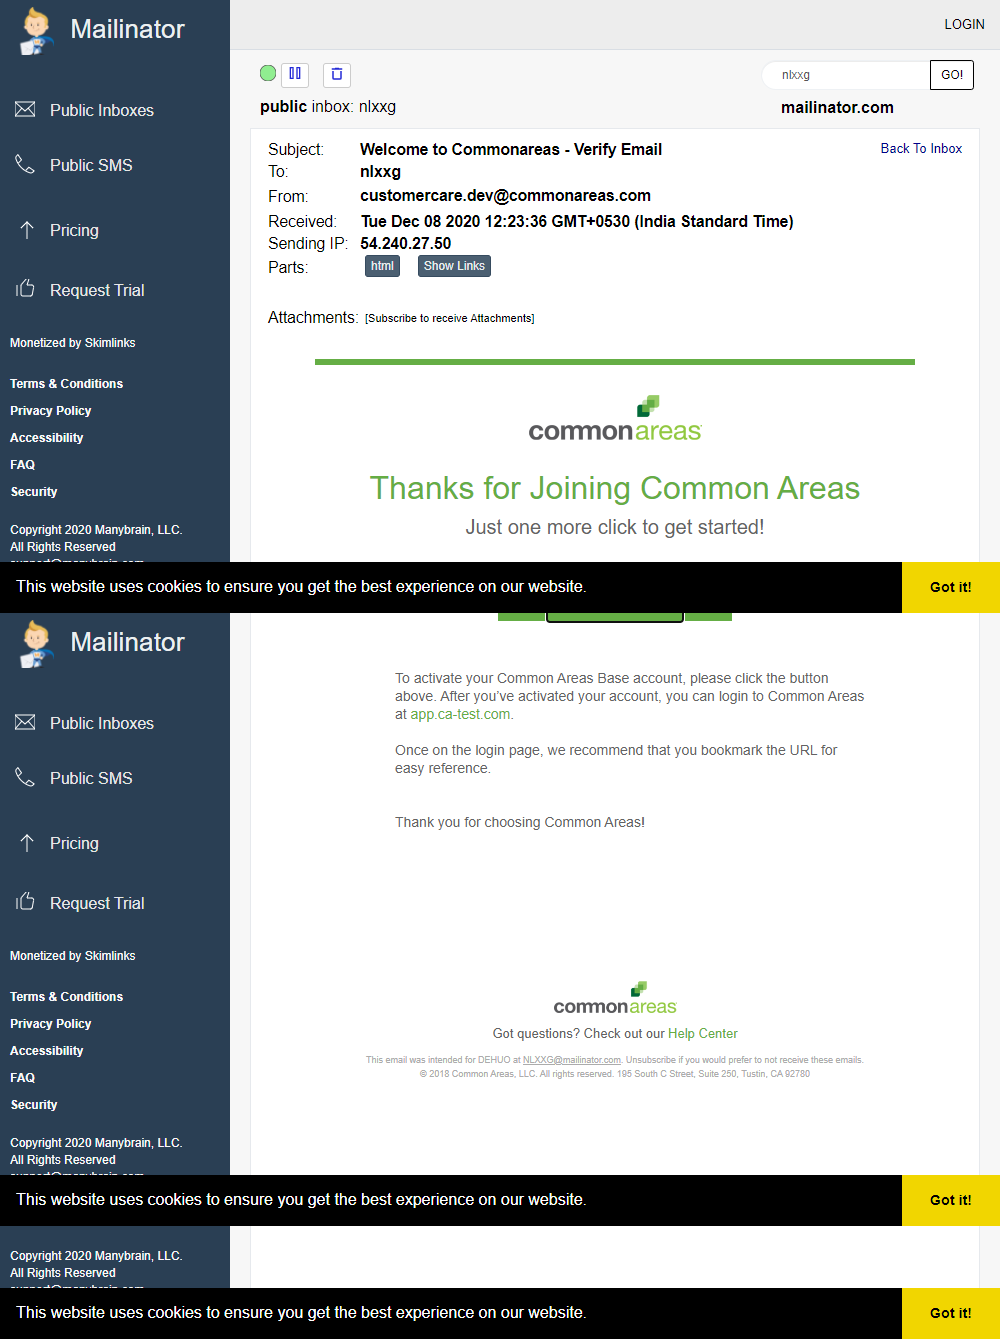 Mailinator
LOGIN
nlxxg
GO!
public inbox: nlxxg
mailinator.com
Public Inboxes
Public SMS
Pricing
Request Trial
Monetized by Skimlinks
Terms & Conditions
Privacy Policy
Accessibility
FAQ
Security
Copyright 2020 Manybrain, LLC.
All Rights Reserved
Subject: Welcome to Commonareas - Verify Email
Back To Inbox
To: nlxxg
From: customercare.dev@commonareas.com
Received: Tue Dec 08 2020 12:23:36 GMT+0530 (India Standard Time)
Sending IP: 54.240.27.50
Parts: html Show Links
Attachments: [Subscribe to receive Attachments]
commonareas
Thanks for Joining Common Areas
Just one more click to get started!
This website uses cookies to ensure you get the best experience on our website.
Got it!
Mailinator
Public Inboxes
Public SMS
Pricing
Request Trial
Monetized by Skimlinks
Terms & Conditions
Privacy Policy
Accessibility
FAQ
Security
Copyright 2020 Manybrain, LLC.
All Rights Reserved
To activate your Common Areas Base account, please click the button
above. After you’ve activated your account, you can login to Common Areas
at app.ca-test.com.
Once on the login page, we recommend that you bookmark the URL for
easy reference.
Thank you for choosing Common Areas!
commonareas
Got questions? Check out our Help Center
This email was intended for DEHUO at NLXXG@mailinator.com. Unsubscribe if you would prefer to not receive these emails.
© 2018 Common Areas, LLC. All rights reserved. 195 South C Street, Suite 250, Tustin, CA 92780
This website uses cookies to ensure you get the best experience on our website.
Got it!
Copyright 2020 Manybrain, LLC.
All Rights Reserved
This website uses cookies to ensure you get the best experience on our website.
Got it!